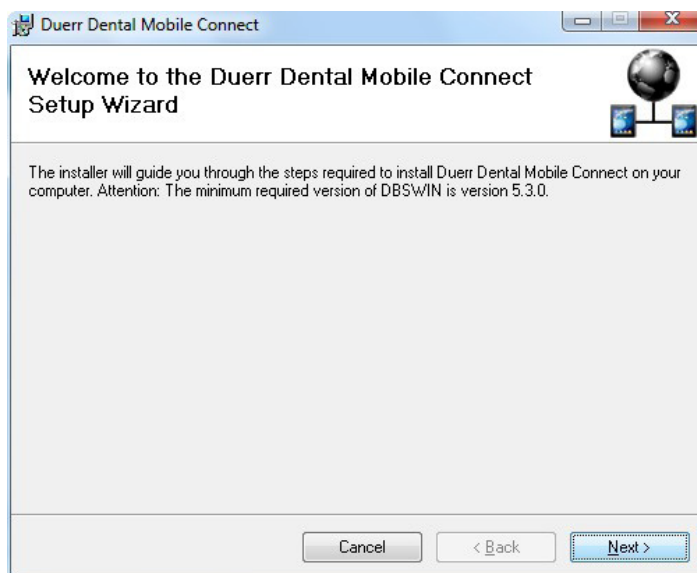 Duerr Dental Mobile Connect
Welcome to the Duerr Dental Mobile Connect
Setup Wizard
The installer will guide you through the steps required to install Duerr Dental Mobile Connect on your
computer. Attention: The minimum required version of DBSWIN is version 5.3.0.
Cancel < Back Next >